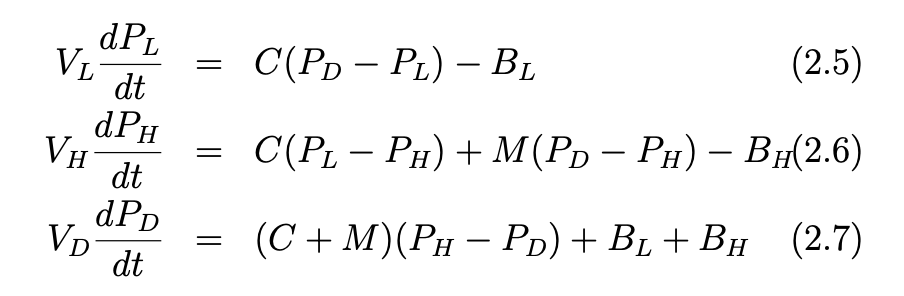 V_L dP_L/dt = C(P_D − P_L) − B_L (2.5)
V_H dP_H/dt = C(P_L − P_H) + M(P_D − P_H) − B_H (2.6)
V_D dP_D/dt = (C + M)(P_H − P_D) + B_L + B_H (2.7)